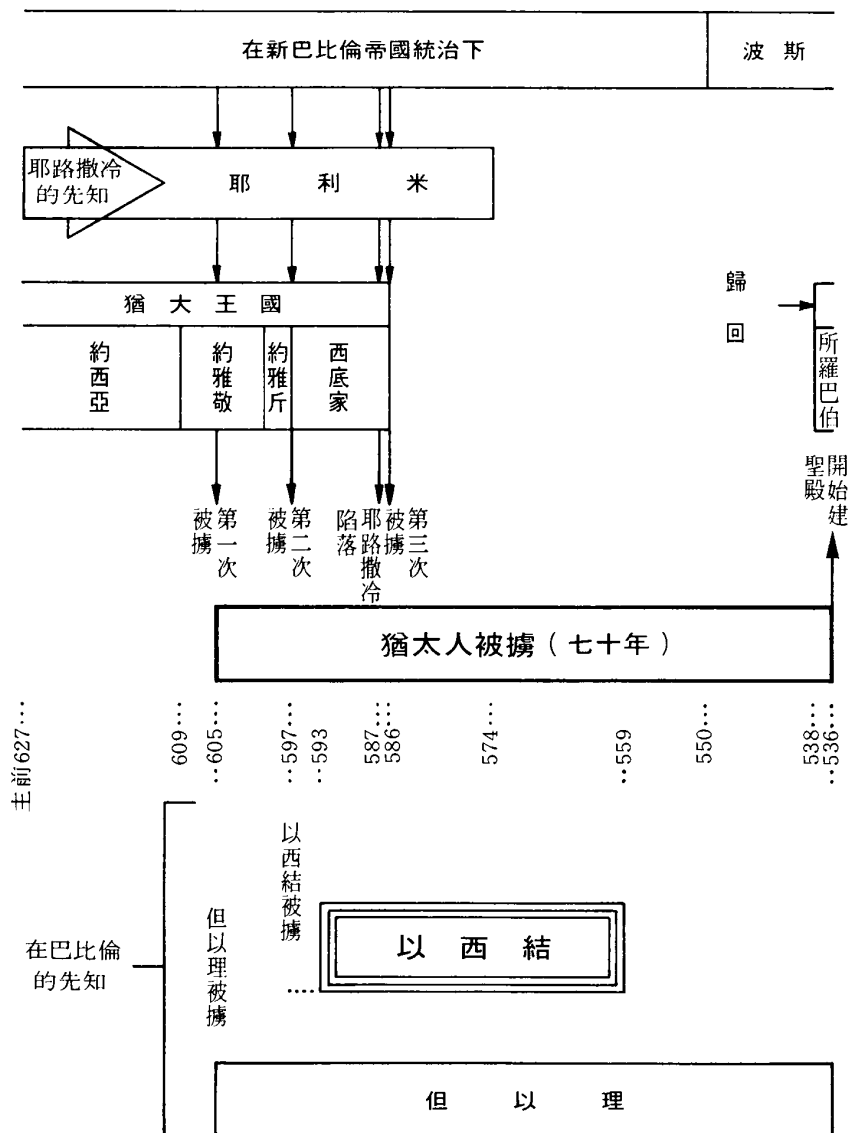 在新巴比倫帝國統治下
波斯
耶路撒冷
的先知
耶利米
猶大王國
約西亞
約雅敬
約雅斤
西底家
歸回
所羅巴伯
第一次
被擄
第二次
被擄
第三次
被擄
耶路撒冷
陷落
開始建
聖殿
猶太人被擄(七十年)
主前627...
609...
..605...
..597...
..593
587...
586...
574...
..559
550...
538...
..536...
在巴比倫
的先知
但以理被擄
以西結被擄
.....
以西結
但以理